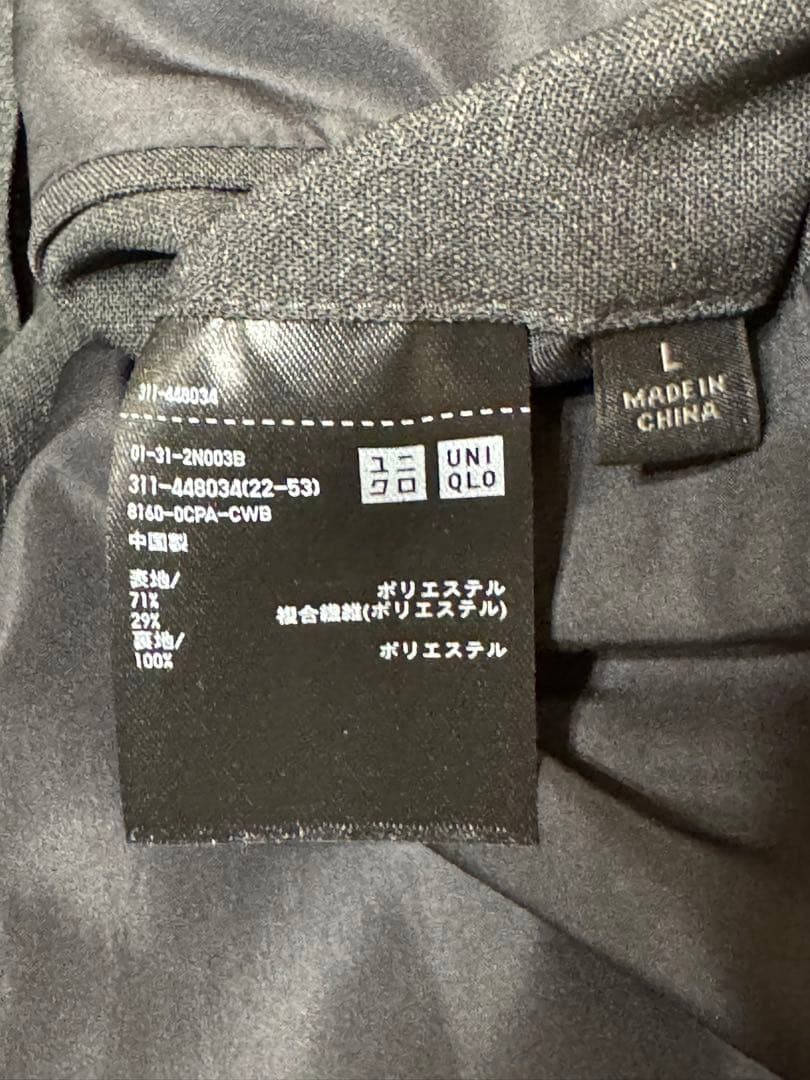 311-448034
01-31-2N003B
311-448034(22-53)
8160-0CPA-CWB
中国製
ユニ
クロ
UNI
QLO
表地/
71% ポリエステル
29% 複合繊維(ポリエステル)
裏地/
100% ポリエステル
L
MADE IN
CHINA